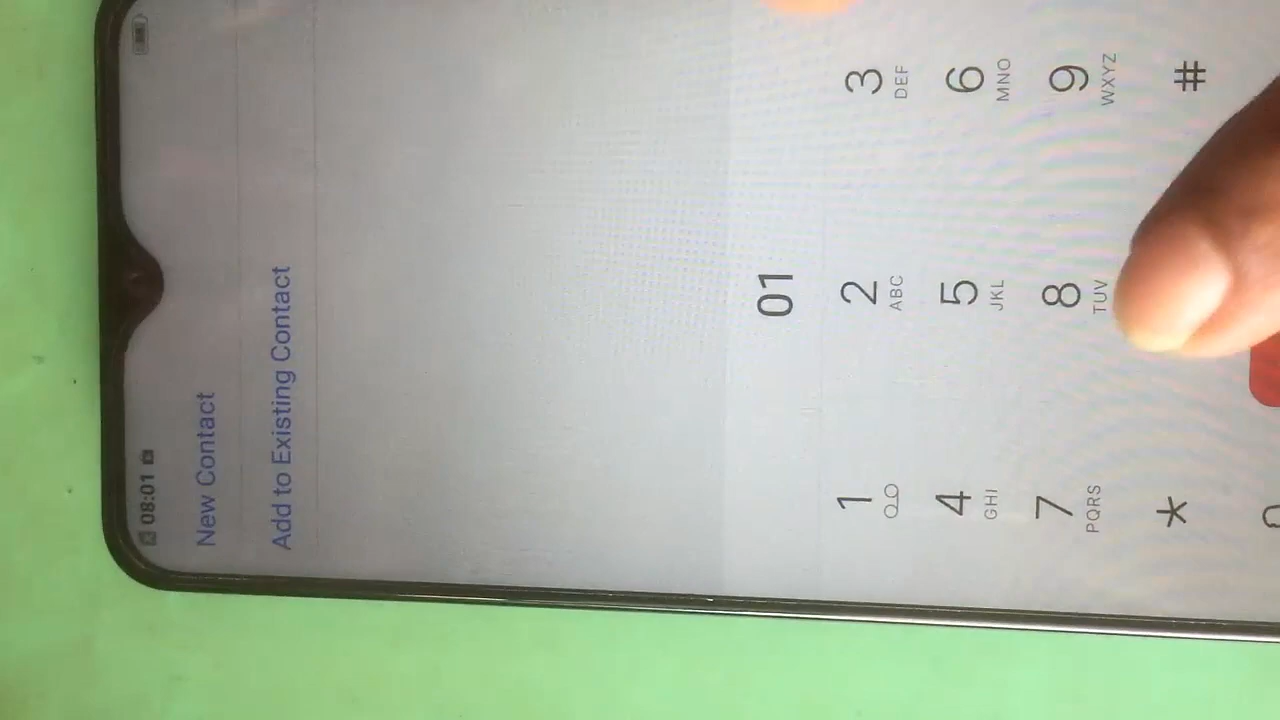 08:01
New Contact
Add to Existing Contact
01
1 2 ABC 3 DEF
4 GHI 5 JKL 6 MNO
7 PQRS 8 TUV 9 WXYZ
* #